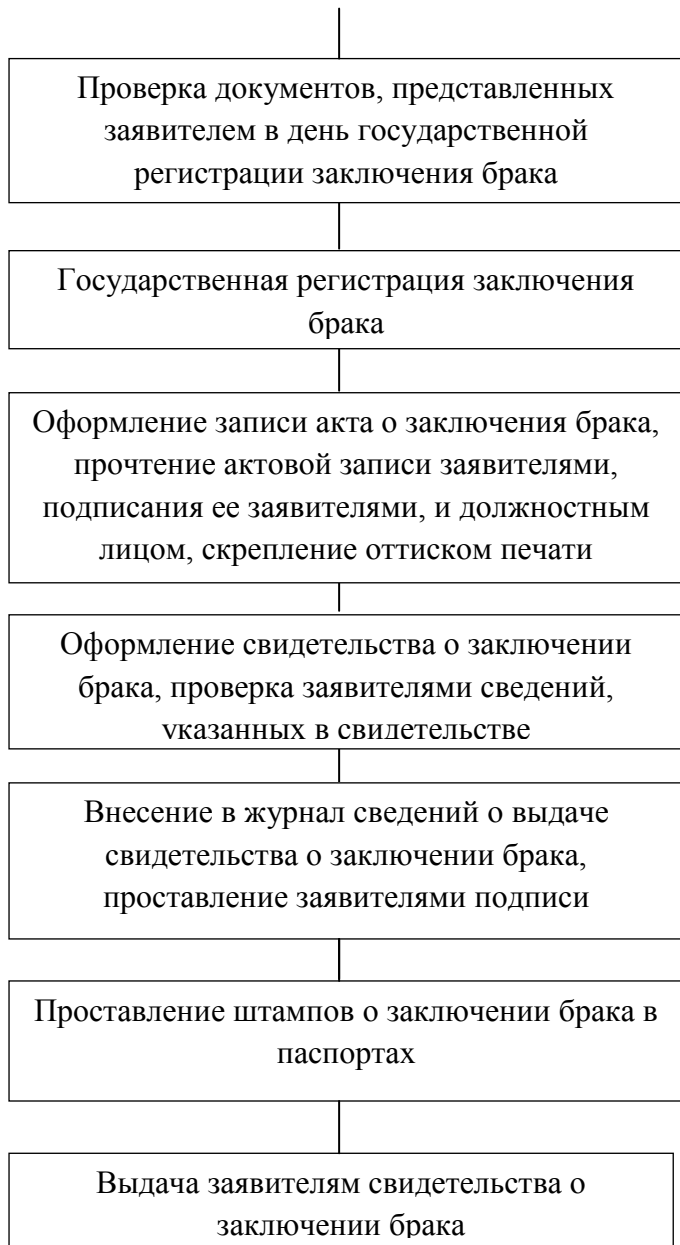 Проверка документов, представленных
заявителем в день государственной
регистрации заключения брака
Государственная регистрация заключения
брака
Оформление записи акта о заключения брака,
прочтение актовой записи заявителями,
подписания ее заявителями, и должностным
лицом, скрепление оттиском печати
Оформление свидетельства о заключении
брака, проверка заявителями сведений,
указанных в свидетельстве
Внесение в журнал сведений о выдаче
свидетельства о заключении брака,
проставление заявителями подписи
Проставление штампов о заключении брака в
паспортах
Выдача заявителям свидетельства о
заключении брака